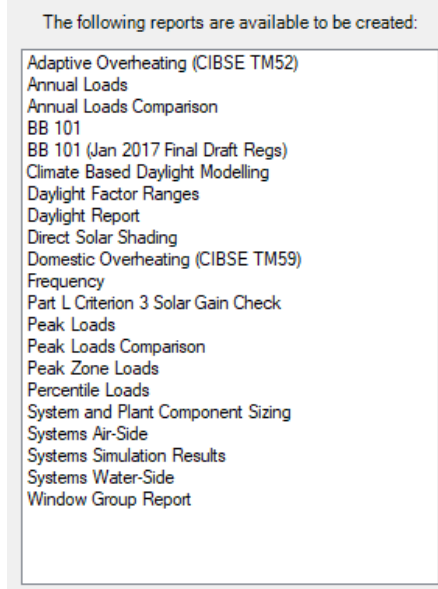 The following reports are available to be created:
Adaptive Overheating (CIBSE TM52)
Annual Loads
Annual Loads Comparison
BB 101
BB 101 (Jan 2017 Final Draft Regs)
Climate Based Daylight Modelling
Daylight Factor Ranges
Daylight Report
Direct Solar Shading
Domestic Overheating (CIBSE TM59)
Frequency
Part L Criterion 3 Solar Gain Check
Peak Loads
Peak Loads Comparison
Peak Zone Loads
Percentile Loads
System and Plant Component Sizing
Systems Air-Side
Systems Simulation Results
Systems Water-Side
Window Group Report